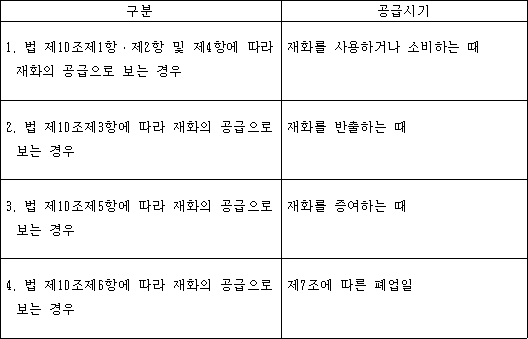 구분
공급시기
1. 법 제10조제1항·제2항 및 제4항에 따라
재화의 공급으로 보는 경우
재화를 사용하거나 소비하는 때
2. 법 제10조제3항에 따라 재화의 공급으로
보는 경우
재화를 반출하는 때
3. 법 제10조제5항에 따라 재화의 공급으로
보는 경우
재화를 증여하는 때
4. 법 제10조제6항에 따라 재화의 공급으로
보는 경우
제7조에 따른 폐업일